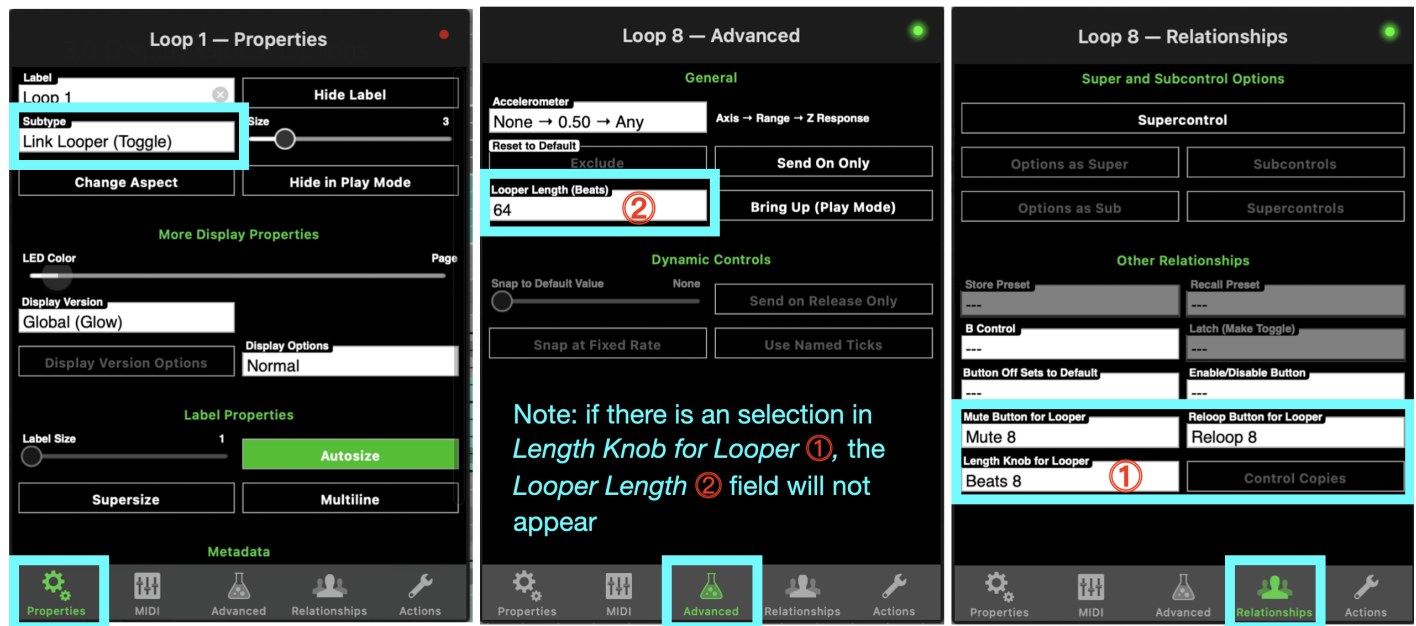 Loop 1 — Properties
Label
Loop 1
Hide Label
Subtype
Link Looper (Toggle)
Size
3
Change Aspect
Hide in Play Mode
More Display Properties
LED Color
Page
Display Version
Global (Glow)
Display Version Options
Display Options
Normal
Label Properties
Label Size
1
Autosize
Supersize
Multiline
Metadata
Properties
MIDI
Advanced
Relationships
Actions
Loop 8 — Advanced
General
Accelerometer
None → 0.50 → Any
Axis → Range → Z Response
Reset to Default
Exclude
Send On Only
Looper Length (Beats)
64
②
Bring Up (Play Mode)
Dynamic Controls
Snap to Default Value
None
Send on Release Only
Snap at Fixed Rate
Use Named Ticks
Note: if there is an selection in
Length Knob for Looper ①, the
Looper Length ② field will not
appear
Properties
MIDI
Advanced
Relationships
Actions
Loop 8 — Relationships
Super and Subcontrol Options
Supercontrol
Options as Super
Subcontrols
Options as Sub
Supercontrols
Other Relationships
Store Preset
---
Recall Preset
---
B Control
---
Latch (Make Toggle)
---
Button Off Sets to Default
---
Enable/Disable Button
---
Mute Button for Looper
Mute 8
Reloop Button for Looper
Reloop 8
Length Knob for Looper
Beats 8
①
Control Copies
Properties
MIDI
Advanced
Relationships
Actions